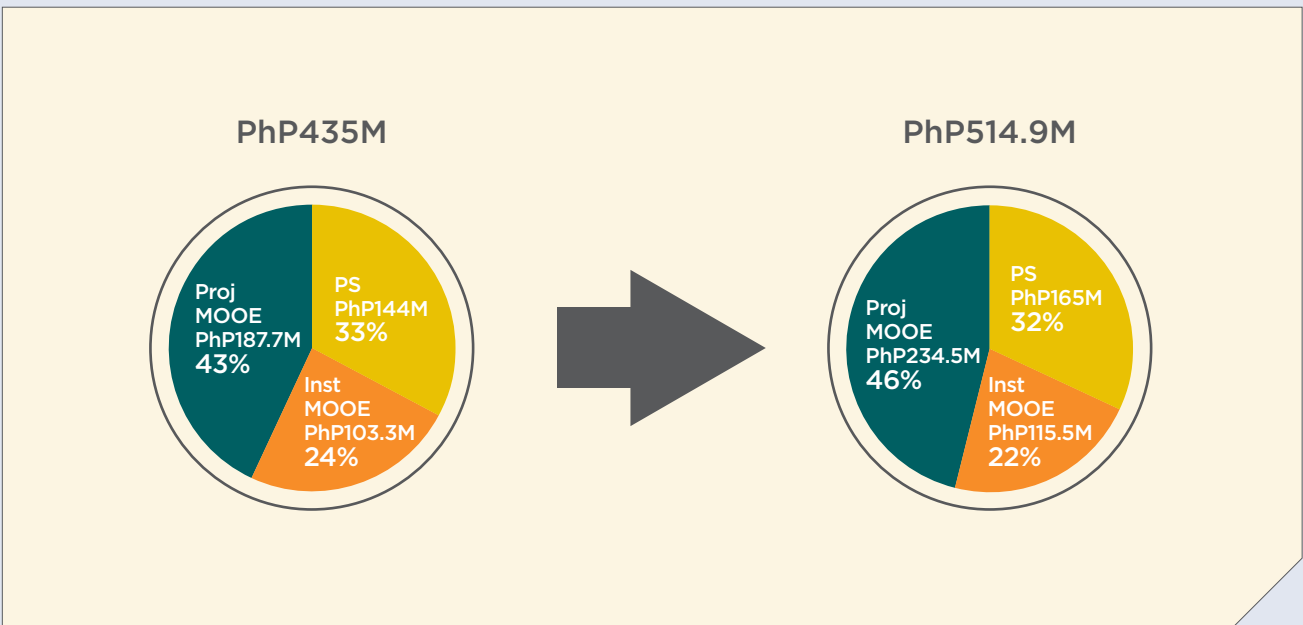 PhP435M
Proj
MOOE
PhP187.7M
43%
PS
PhP144M
33%
Inst
MOOE
PhP103.3M
24%
PhP514.9M
Proj
MOOE
PhP234.5M
46%
PS
PhP165M
32%
Inst
MOOE
PhP115.5M
22%